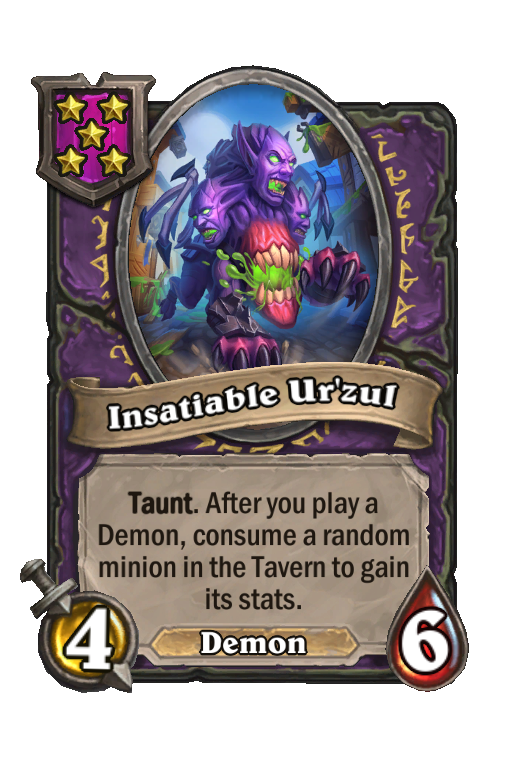 Insatiable Ur'zul
Taunt. After you play a
Demon, consume a random
minion in the Tavern to gain
its stats.
4
Demon
6